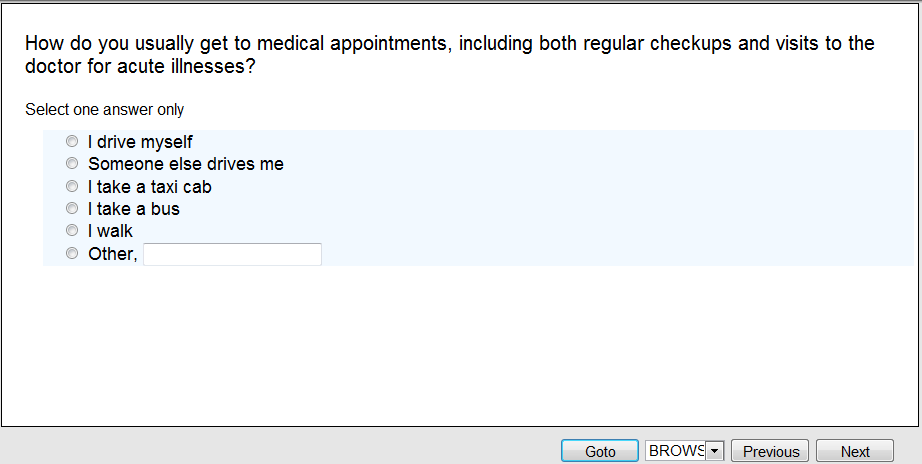 How do you usually get to medical appointments, including both regular checkups and visits to the
doctor for acute illnesses?
Select one answer only
I drive myself
Someone else drives me
I take a taxi cab
I take a bus
I walk
Other,
Goto BROWS Previous Next